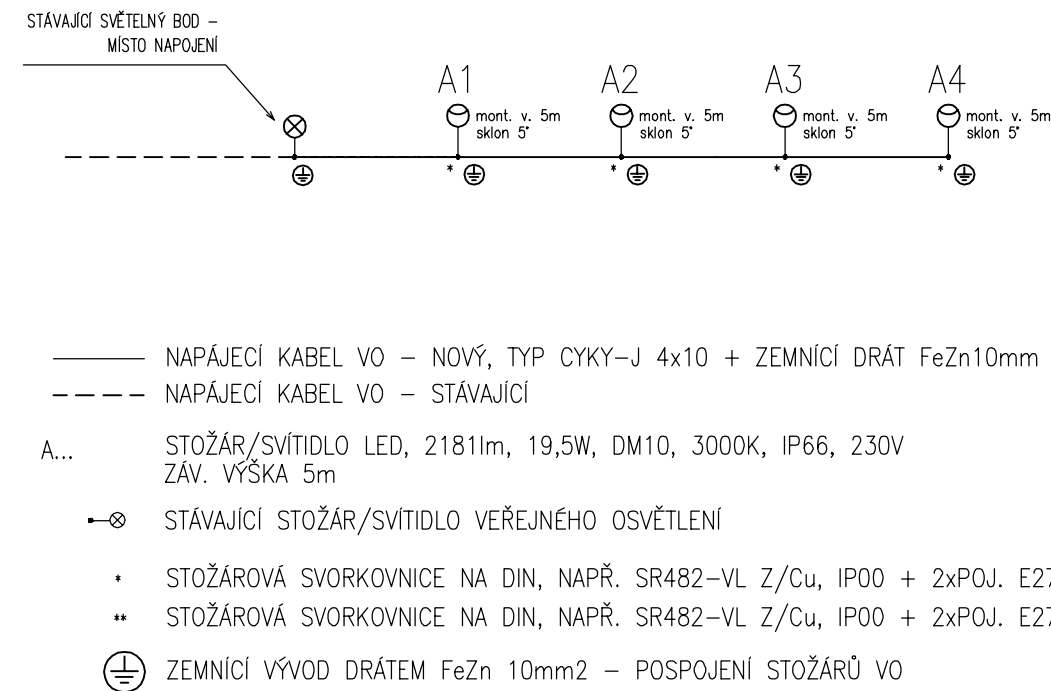 STÁVAJÍCÍ SVĚTELNÝ BOD –
MÍSTO NAPOJENÍ
A1
mont. v. 5m
sklon 5°
A2
mont. v. 5m
sklon 5°
A3
mont. v. 5m
sklon 5°
A4
mont. v. 5m
sklon 5°
*
*
*
*
NAPÁJECÍ KABEL VO – NOVÝ, TYP CYKY-J 4x10 + ZEMNÍCÍ DRÁT FeZn10mm
NAPÁJECÍ KABEL VO – STÁVAJÍCÍ
A... STOŽÁR/SVÍTIDLO LED, 2181lm, 19,5W, DM10, 3000K, IP66, 230V
ZÁV. VÝŠKA 5m
STÁVAJÍCÍ STOŽÁR/SVÍTIDLO VEŘEJNÉHO OSVĚTLENÍ
* STOŽÁROVÁ SVORKOVNICE NA DIN, NAPŘ. SR482-VL Z/Cu, IP00 + 2xPOJ. E27
** STOŽÁROVÁ SVORKOVNICE NA DIN, NAPŘ. SR482-VL Z/Cu, IP00 + 2xPOJ. E27
ZEMNÍCÍ VÝVOD DRÁTEM FeZn 10mm2 – POSPOJENÍ STOŽÁRŮ VO